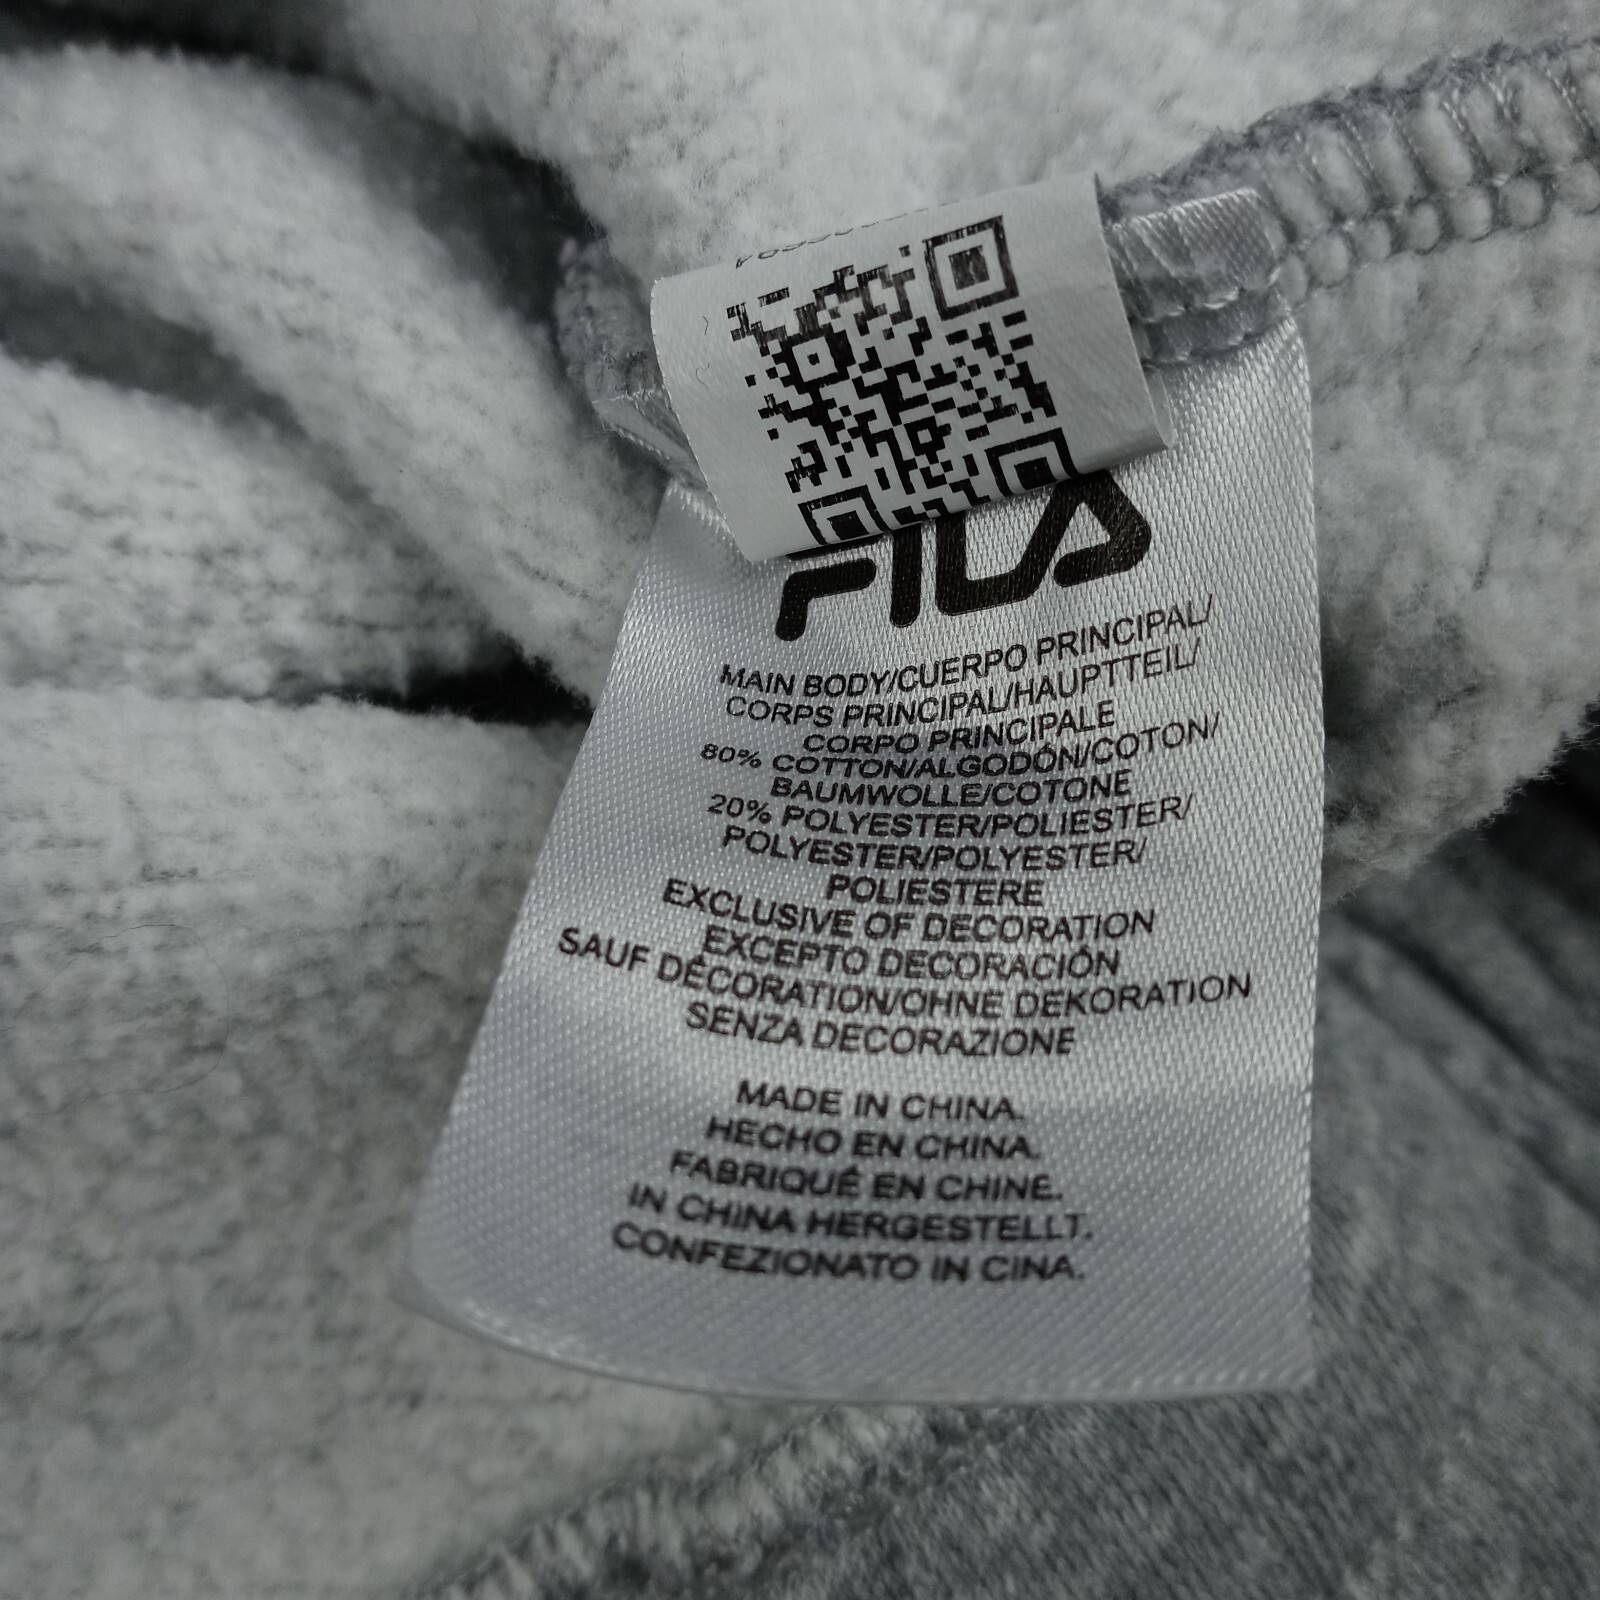 FILA
MAIN BODY/CUERPO PRINCIPAL/
CORPS PRINCIPAL/HAUPTTEIL/
CORPO PRINCIPALE
80% COTTON/ALGODÓN/COTON/
BAUMWOLLE/COTONE
20% POLYESTER/POLIESTER/
POLYESTER/POLYESTER/
POLIESTERE
EXCLUSIVE OF DECORATION
EXCEPTO DECORACIÓN
SAUF DÉCORATION/OHNE DEKORATION
SENZA DECORAZIONE
MADE IN CHINA.
HECHO EN CHINA.
FABRIQUÉ EN CHINE.
IN CHINA HERGESTELLT.
CONFEZIONATO IN CINA.